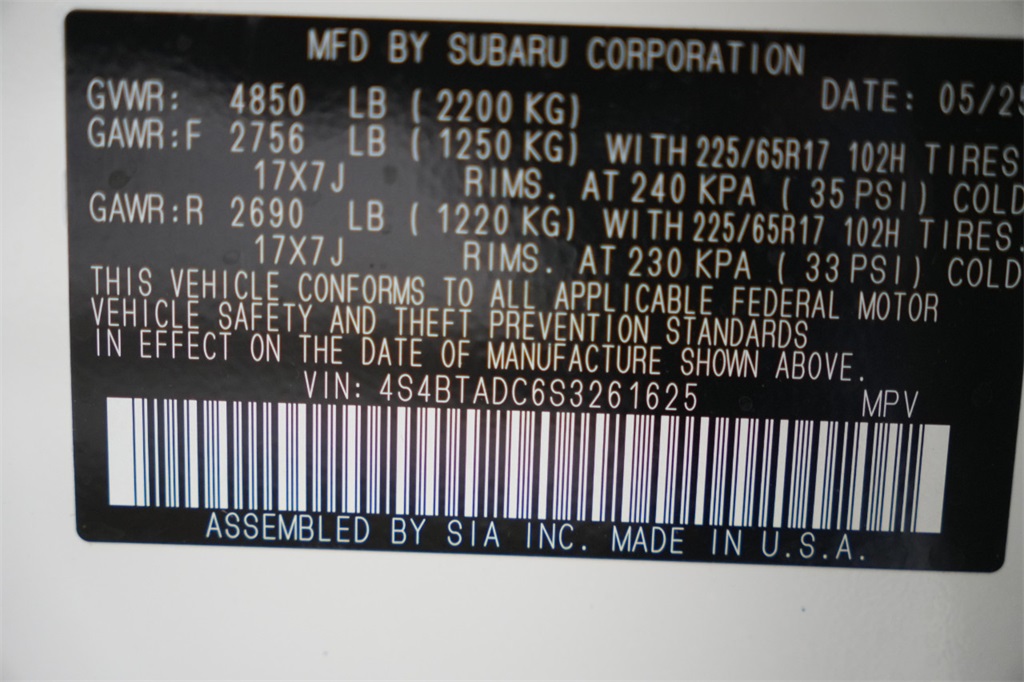 MFD BY SUBARU CORPORATION
GVWR: 4850 LB ( 2200 KG) DATE: 05/25
GAWR:F 2756 LB ( 1250 KG) WITH 225/65R17 102H TIRES
17X7J RIMS. AT 240 KPA ( 35 PSI) COLD
GAWR:R 2690 LB ( 1220 KG) WITH 225/65R17 102H TIRES.
17X7J RIMS. AT 230 KPA ( 33 PSI) COLD
THIS VEHICLE CONFORMS TO ALL APPLICABLE FEDERAL MOTOR
VEHICLE SAFETY AND THEFT PREVENTION STANDARDS
IN EFFECT ON THE DATE OF MANUFACTURE SHOWN ABOVE.
VIN: 4S4BTADC6S3261625 MPV
ASSEMBLED BY SIA INC. MADE IN U.S.A.